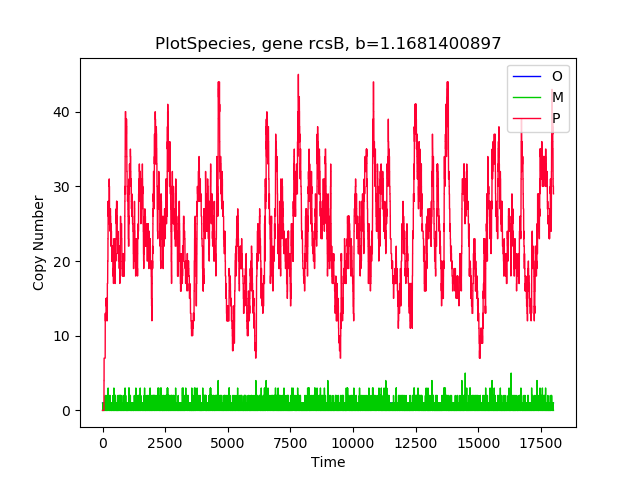 PlotSpecies, gene rcsB, b=1.1681400897
O
M
P
40
30
20
10
0
Copy Number
0 2500 5000 7500 10000 12500 15000 17500
Time